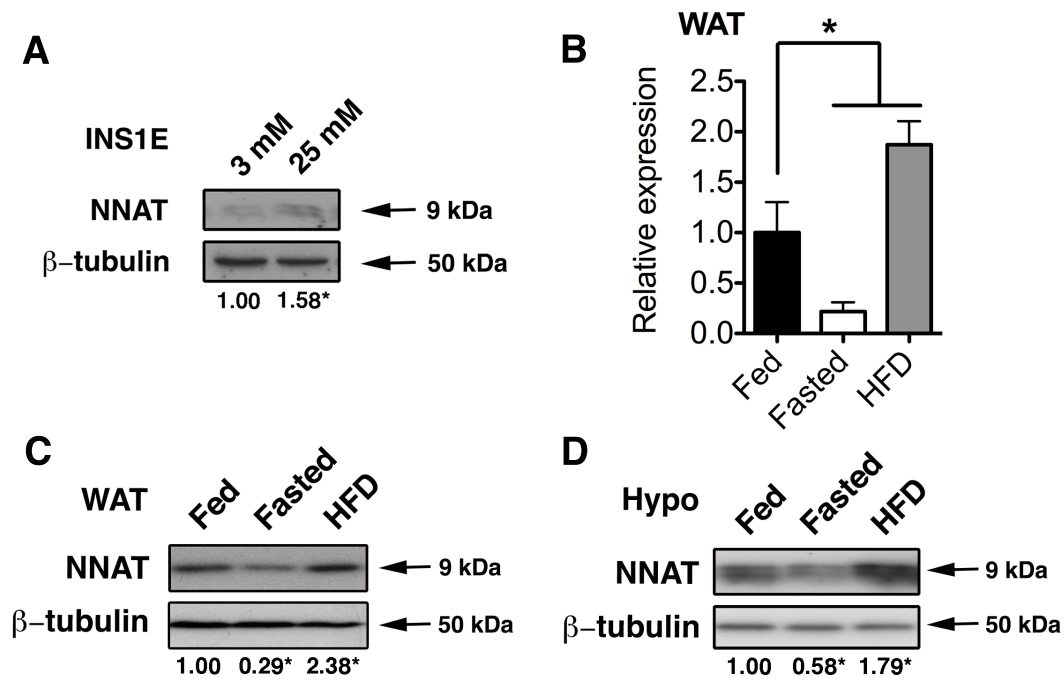 A
INS1E
3 mM
25 mM
NNAT
9 kDa
β–tubulin
50 kDa
1.00 1.58*
B
WAT
*
Relative expression
2.5
2.0
1.5
1.0
0.5
0.0
Fed
Fasted
HFD
C
WAT
Fed
Fasted
HFD
NNAT
9 kDa
β–tubulin
50 kDa
1.00 0.29* 2.38*
D
Hypo
Fed
Fasted
HFD
NNAT
9 kDa
β–tubulin
50 kDa
1.00 0.58* 1.79*